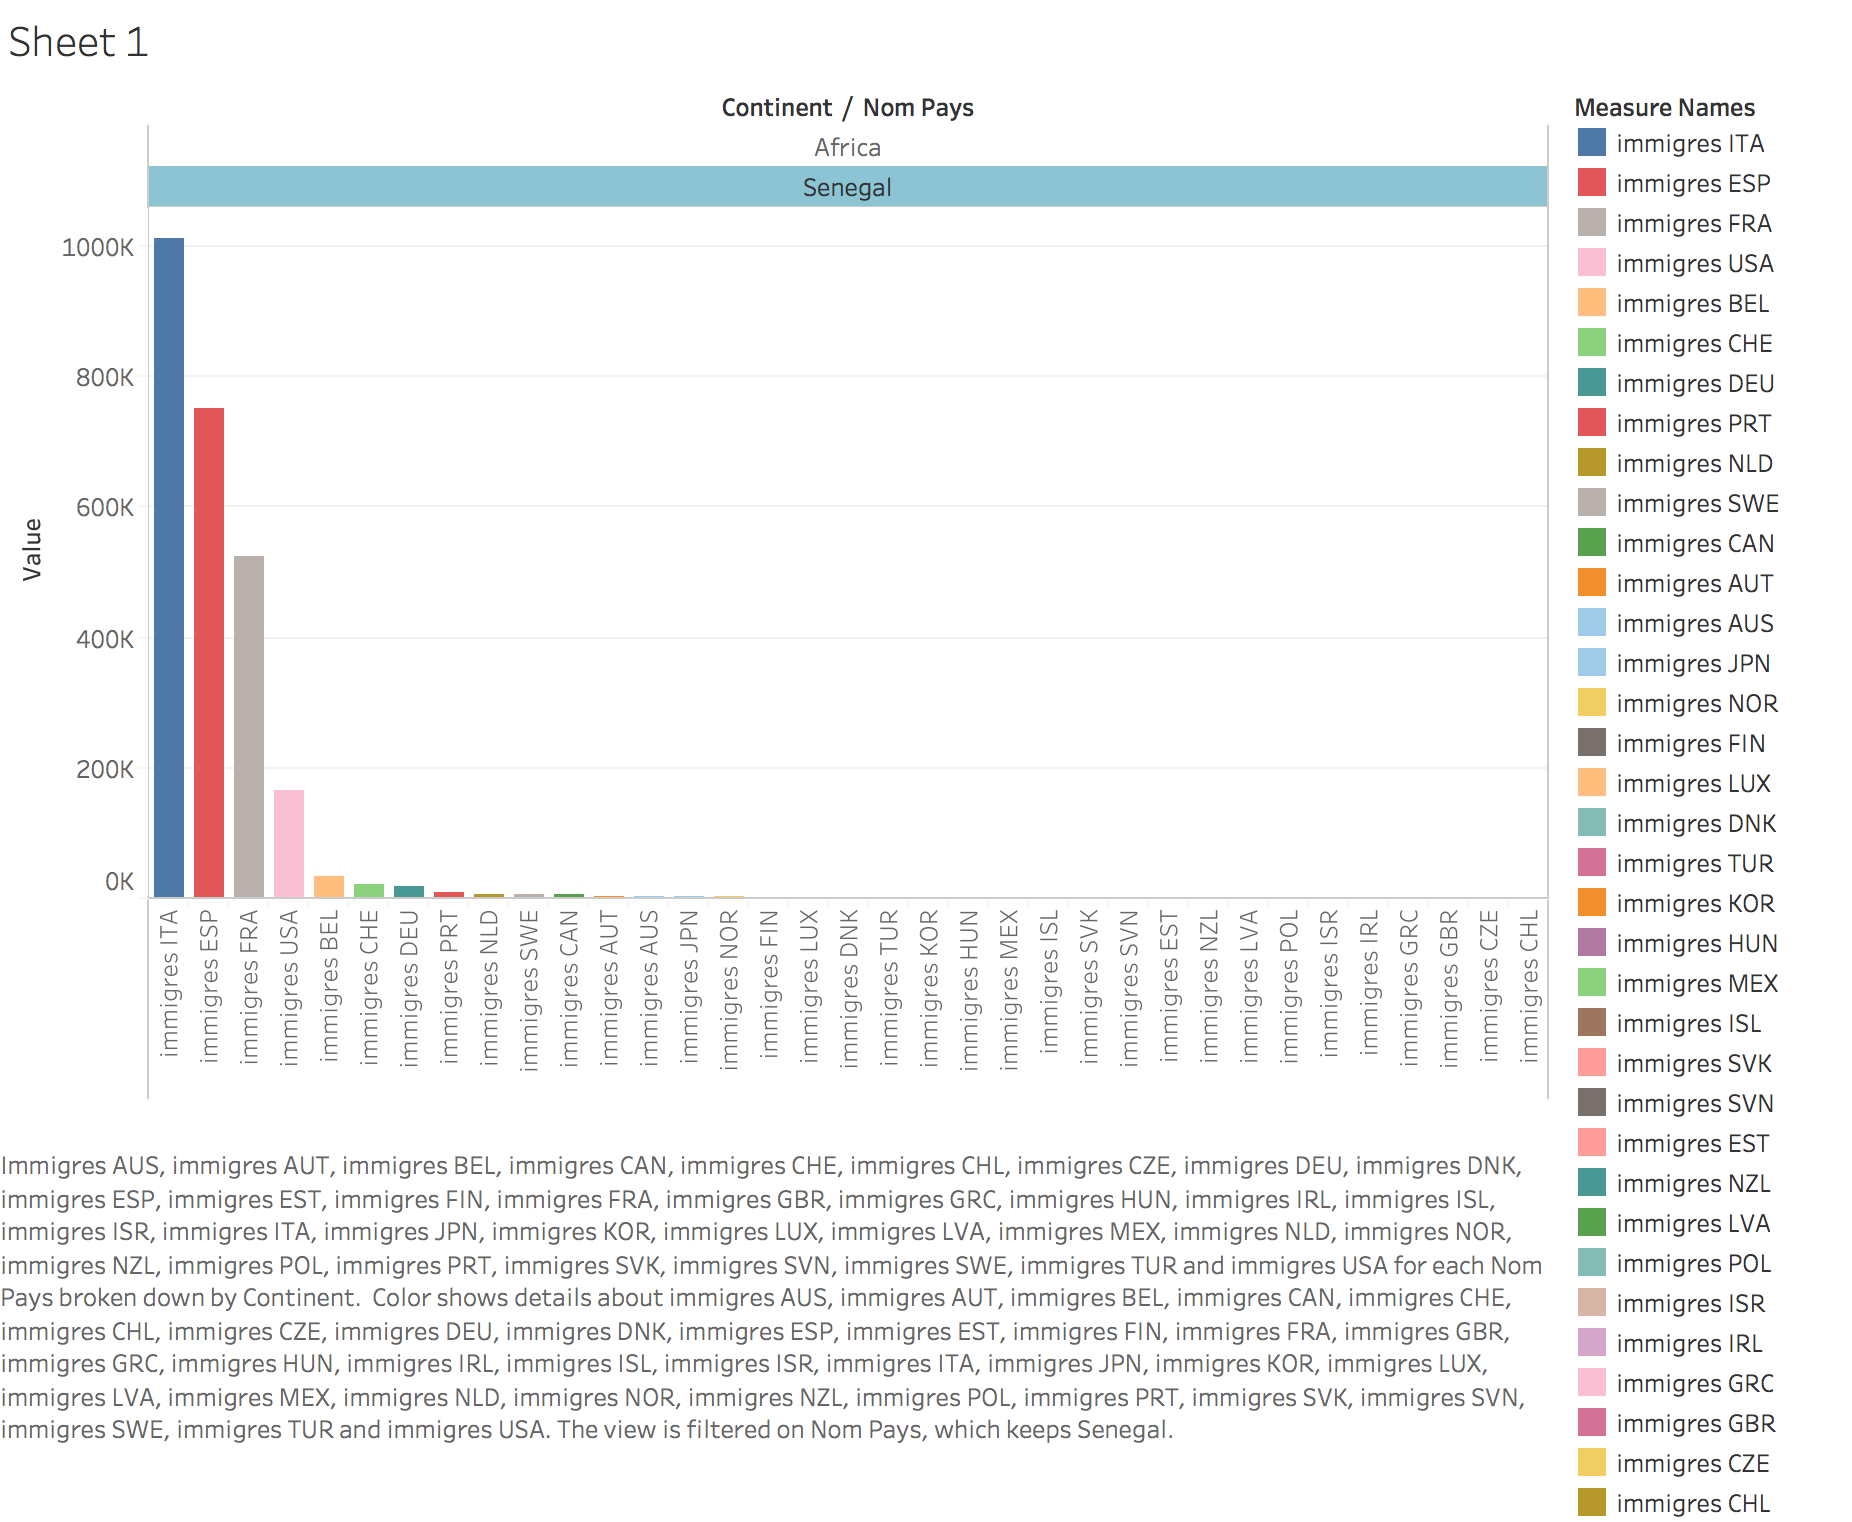 Sheet 1
Continent / Nom Pays
Africa
Senegal
Value
1000K
800K
600K
400K
200K
0K
immigres ITA
immigres ESP
immigres FRA
immigres USA
immigres BEL
immigres CHE
immigres DEU
immigres PRT
immigres NLD
immigres SWE
immigres CAN
immigres AUT
immigres AUS
immigres JPN
immigres NOR
immigres FIN
immigres LUX
immigres DNK
immigres TUR
immigres KOR
immigres HUN
immigres MEX
immigres ISL
immigres SVK
immigres SVN
immigres EST
immigres NZL
immigres LVA
immigres POL
immigres ISR
immigres IRL
immigres GRC
immigres GBR
immigres CZE
immigres CHL
Measure Names
immigres ITA
immigres ESP
immigres FRA
immigres USA
immigres BEL
immigres CHE
immigres DEU
immigres PRT
immigres NLD
immigres SWE
immigres CAN
immigres AUT
immigres AUS
immigres JPN
immigres NOR
immigres FIN
immigres LUX
immigres DNK
immigres TUR
immigres KOR
immigres HUN
immigres MEX
immigres ISL
immigres SVK
immigres SVN
immigres EST
immigres NZL
immigres LVA
immigres POL
immigres ISR
immigres IRL
immigres GRC
immigres GBR
immigres CZE
immigres CHL
Immigres AUS, immigres AUT, immigres BEL, immigres CAN, immigres CHE, immigres CHL, immigres CZE, immigres DEU, immigres DNK,
immigres ESP, immigres EST, immigres FIN, immigres FRA, immigres GBR, immigres GRC, immigres HUN, immigres IRL, immigres ISL,
immigres ISR, immigres ITA, immigres JPN, immigres KOR, immigres LUX, immigres LVA, immigres MEX, immigres NLD, immigres NOR,
immigres NZL, immigres POL, immigres PRT, immigres SVK, immigres SVN, immigres SWE, immigres TUR and immigres USA for each Nom
Pays broken down by Continent.  Color shows details about immigres AUS, immigres AUT, immigres BEL, immigres CAN, immigres CHE,
immigres CHL, immigres CZE, immigres DEU, immigres DNK, immigres ESP, immigres EST, immigres FIN, immigres FRA, immigres GBR,
immigres GRC, immigres HUN, immigres IRL, immigres ISL, immigres ISR, immigres ITA, immigres JPN, immigres KOR, immigres LUX,
immigres LVA, immigres MEX, immigres NLD, immigres NOR, immigres NZL, immigres POL, immigres PRT, immigres SVK, immigres SVN,
immigres SWE, immigres TUR and immigres USA. The view is filtered on Nom Pays, which keeps Senegal.